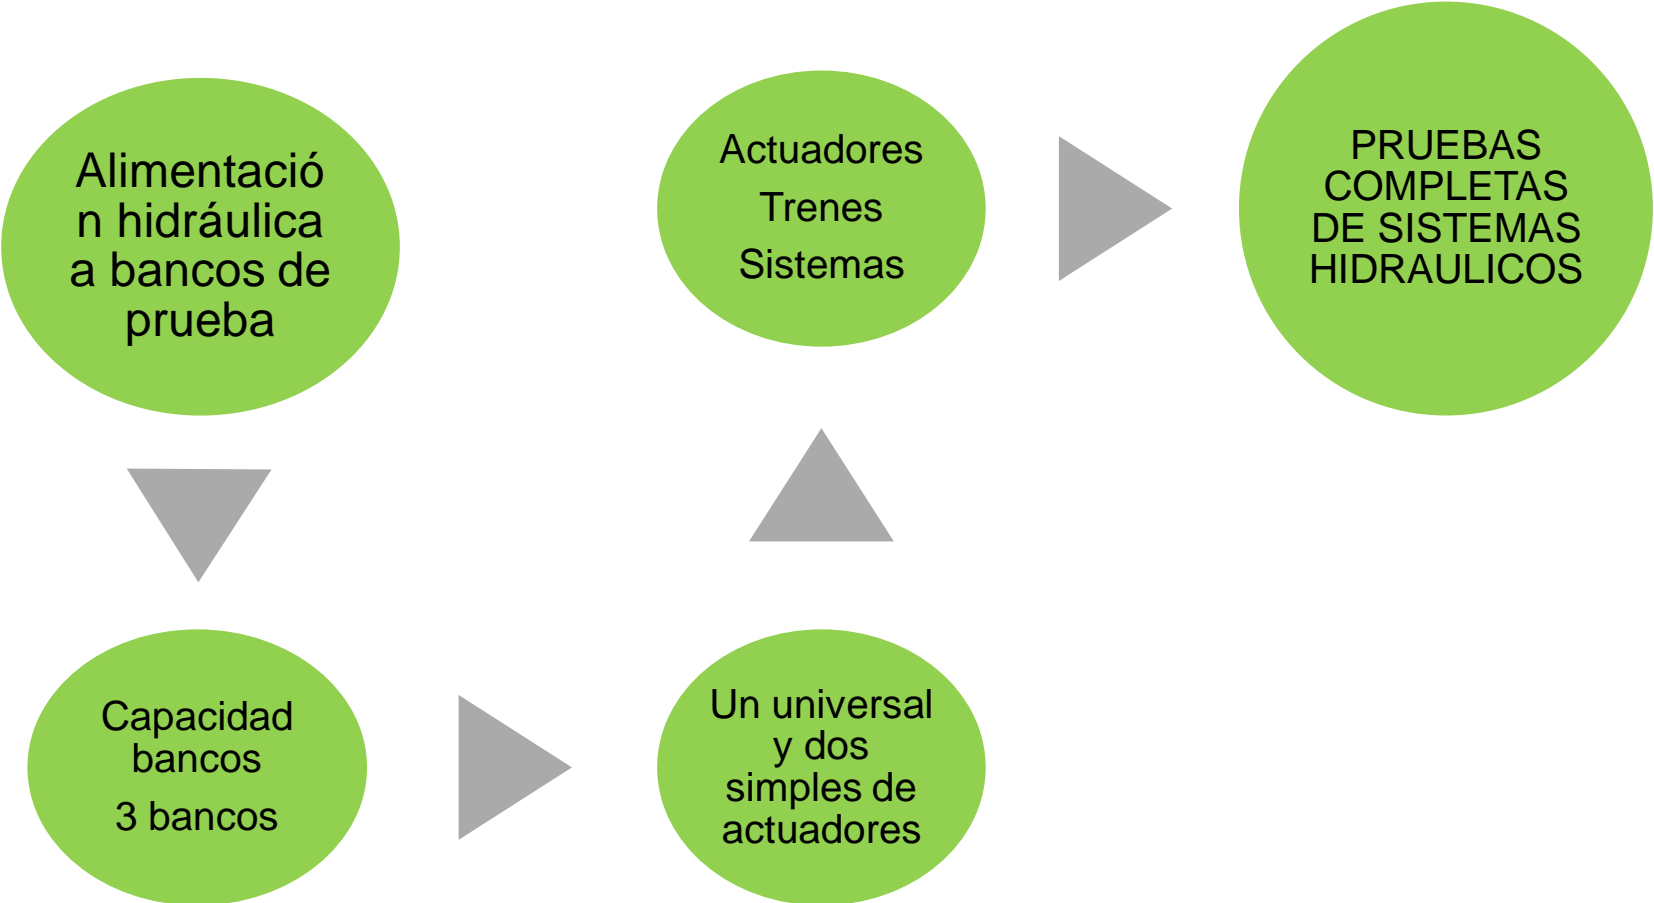 Alimentació
n hidráulica
a bancos de
prueba
Capacidad
bancos
3 bancos
Un universal
y dos
simples de
actuadores
Actuadores
Trenes
Sistemas
PRUEBAS
COMPLETAS
DE SISTEMAS
HIDRAULICOS